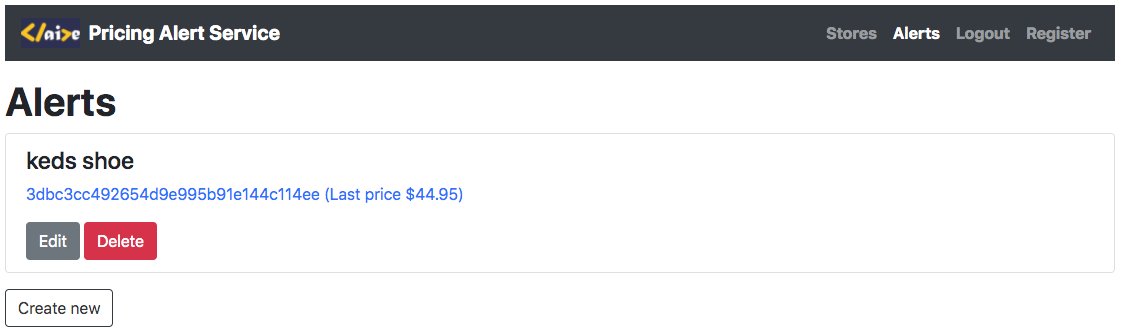 </aize Pricing Alert Service
Stores Alerts Logout Register
Alerts
keds shoe
3dbc3cc492654d9e995b91e144c114ee (Last price $44.95)
Edit Delete
Create new